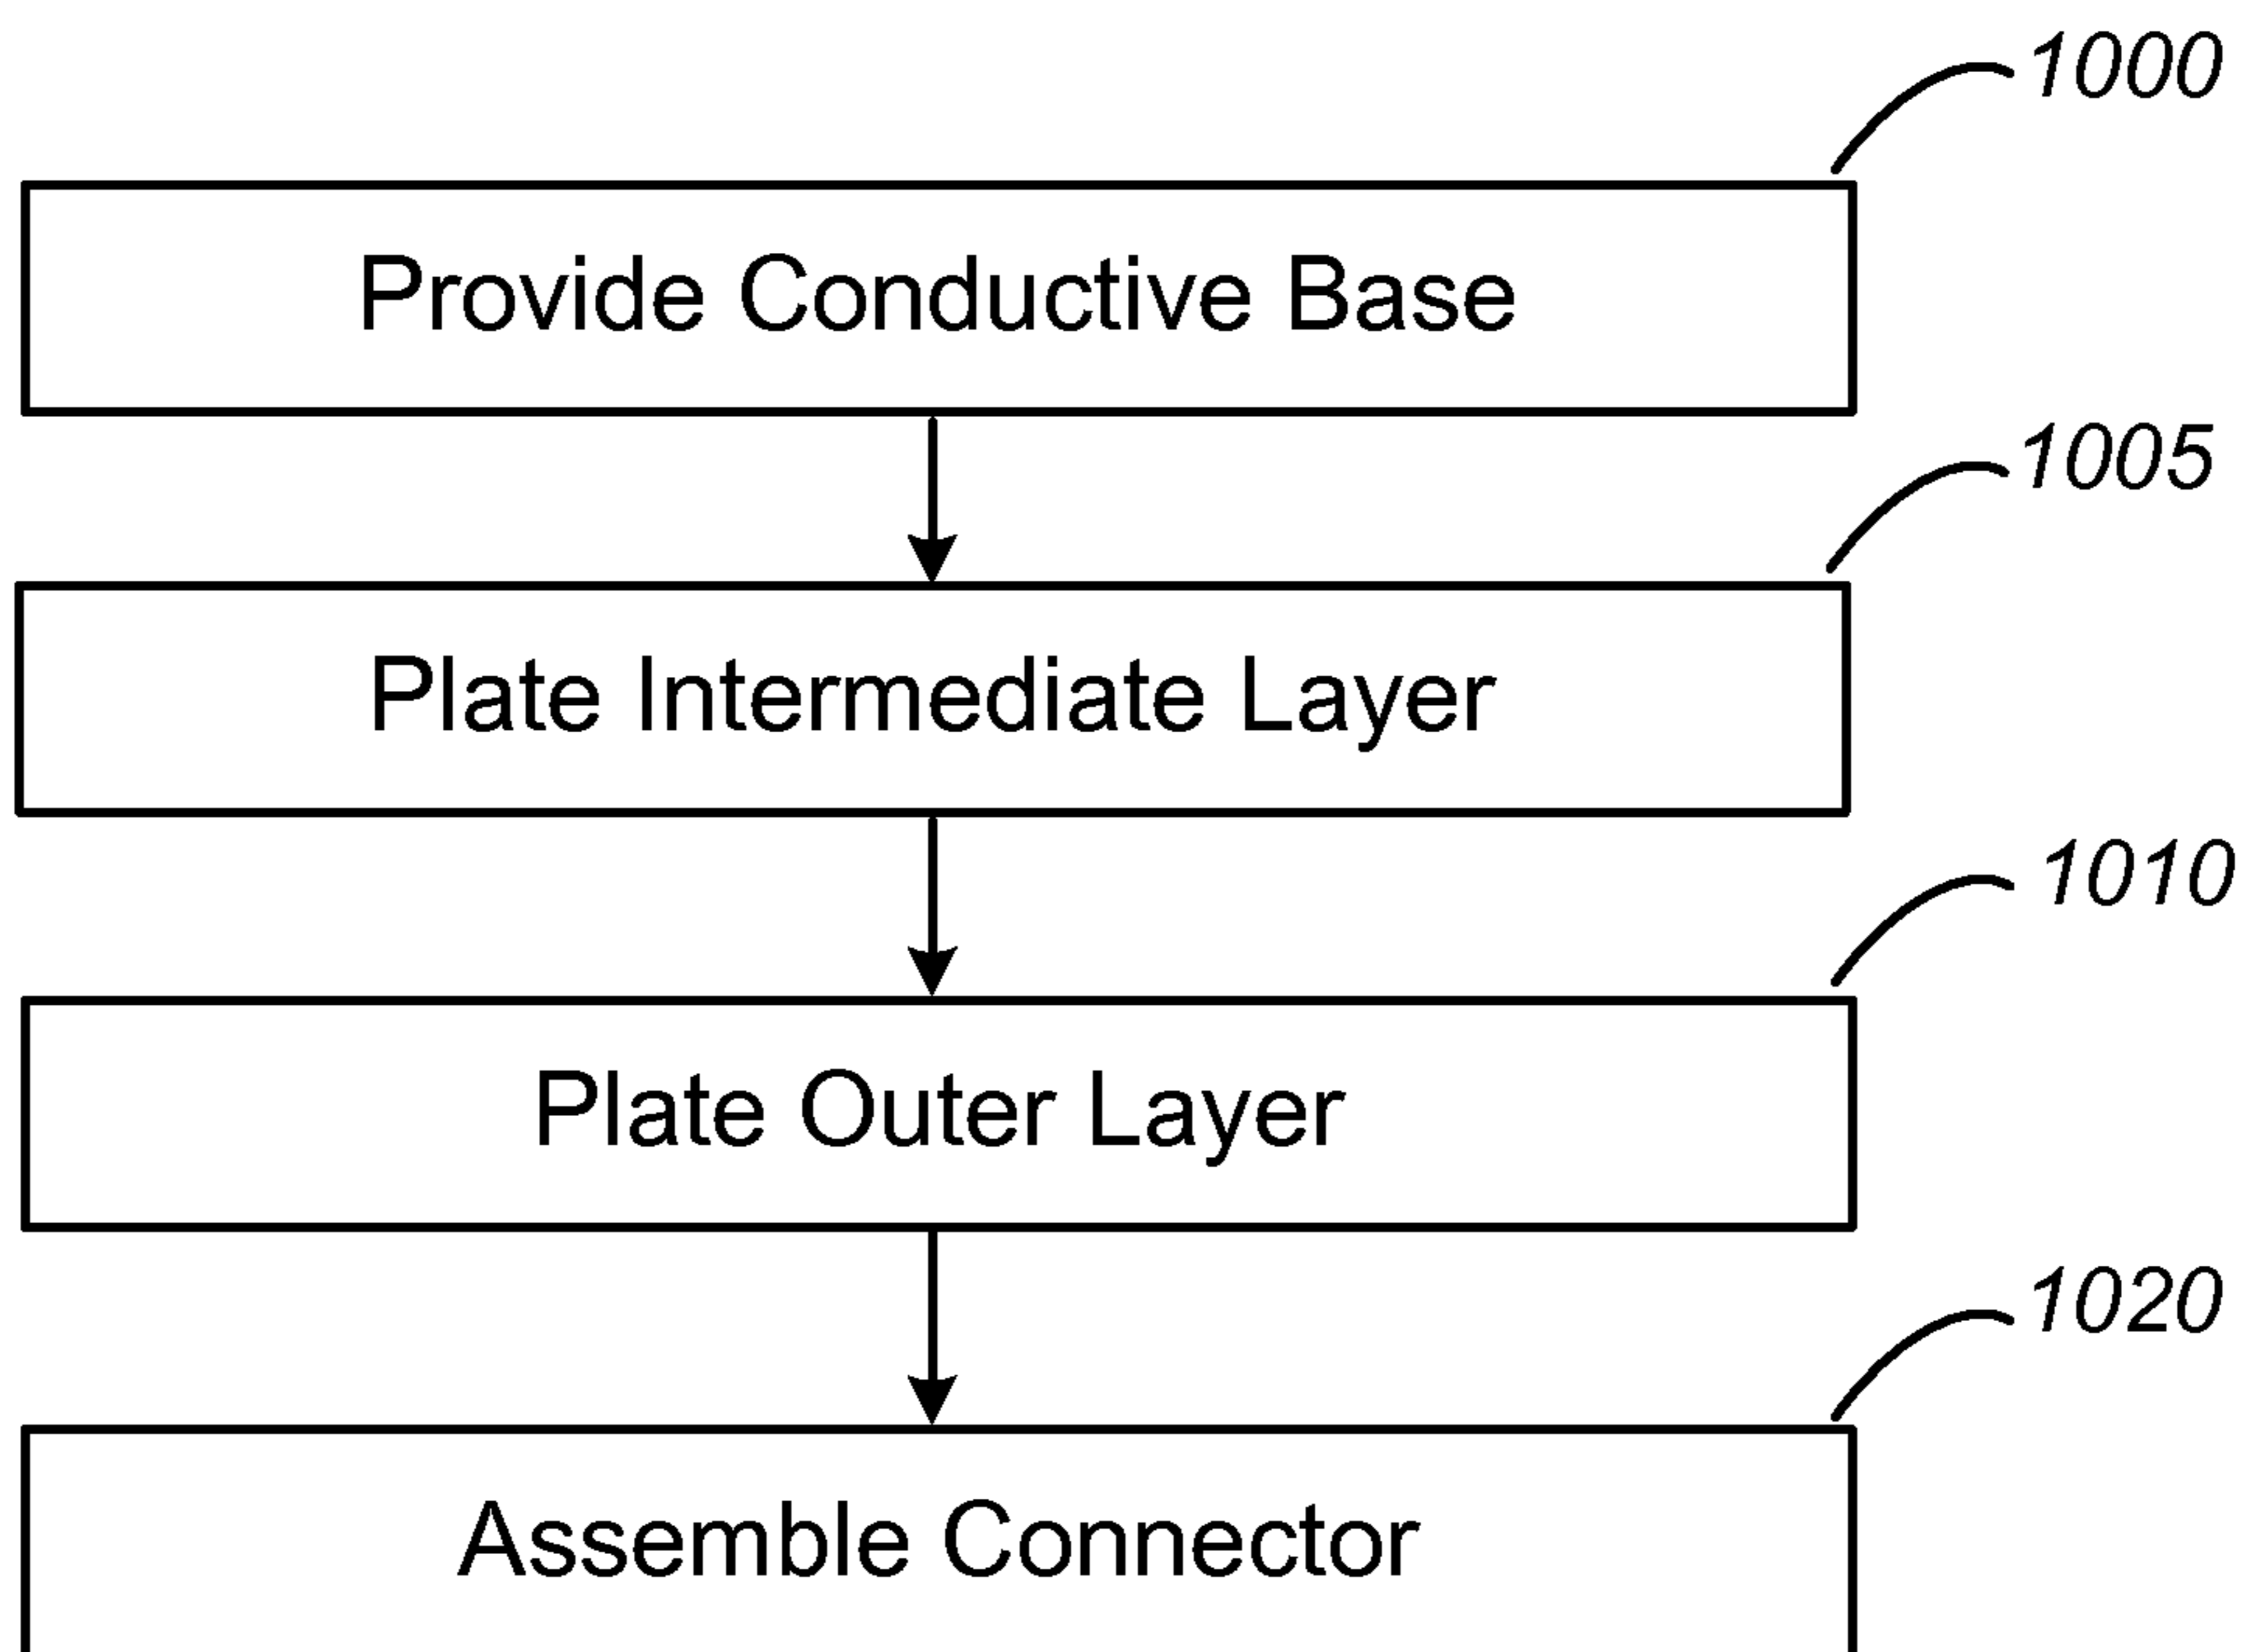 1000
Provide Conductive Base
1005
Plate Intermediate Layer
1010
Plate Outer Layer
1020
Assemble Connector